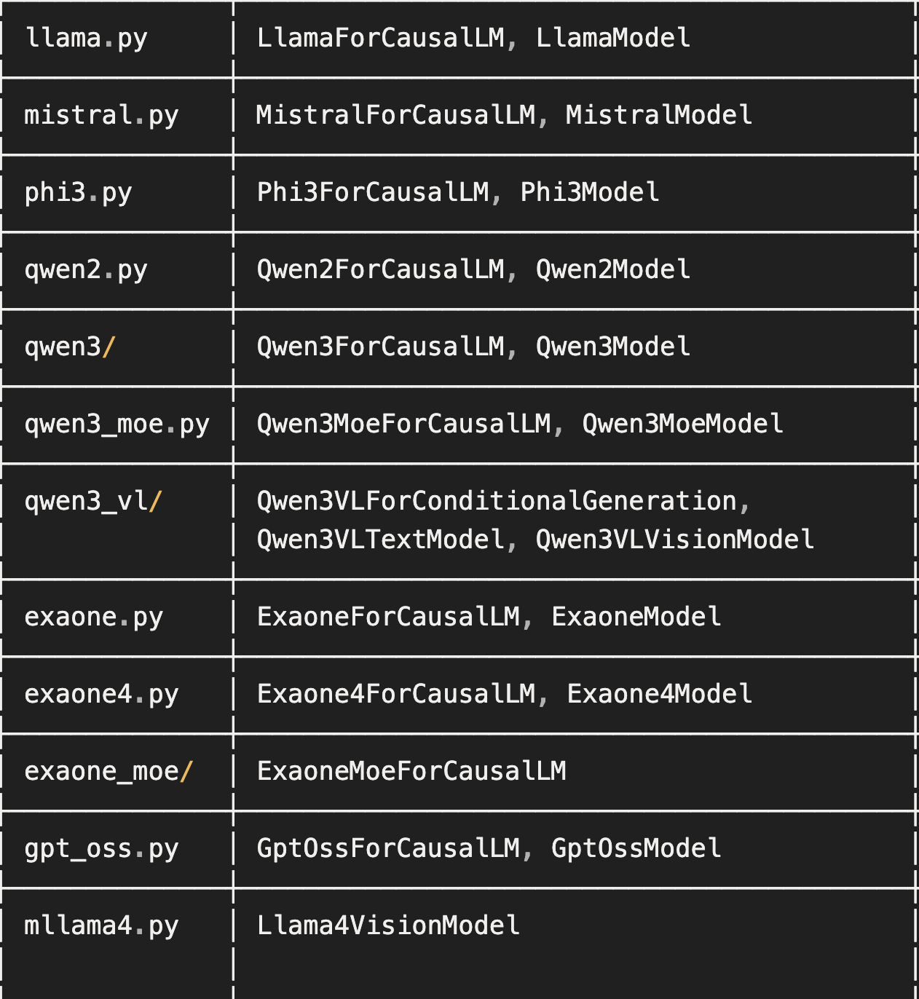 llama.py LlamaForCausalLM, LlamaModel
mistral.py MistralForCausalLM, MistralModel
phi3.py Phi3ForCausalLM, Phi3Model
qwen2.py Qwen2ForCausalLM, Qwen2Model
qwen3/ Qwen3ForCausalLM, Qwen3Model
qwen3_moe.py Qwen3MoeForCausalLM, Qwen3MoeModel
qwen3_vl/ Qwen3VLForConditionalGeneration,
Qwen3VLTextModel, Qwen3VLVisionModel
exaone.py ExaoneForCausalLM, ExaoneModel
exaone4.py Exaone4ForCausalLM, Exaone4Model
exaone_moe/ ExaoneMoeForCausalLM
gpt_oss.py GptOssForCausalLM, GptOssModel
mllama4.py Llama4VisionModel